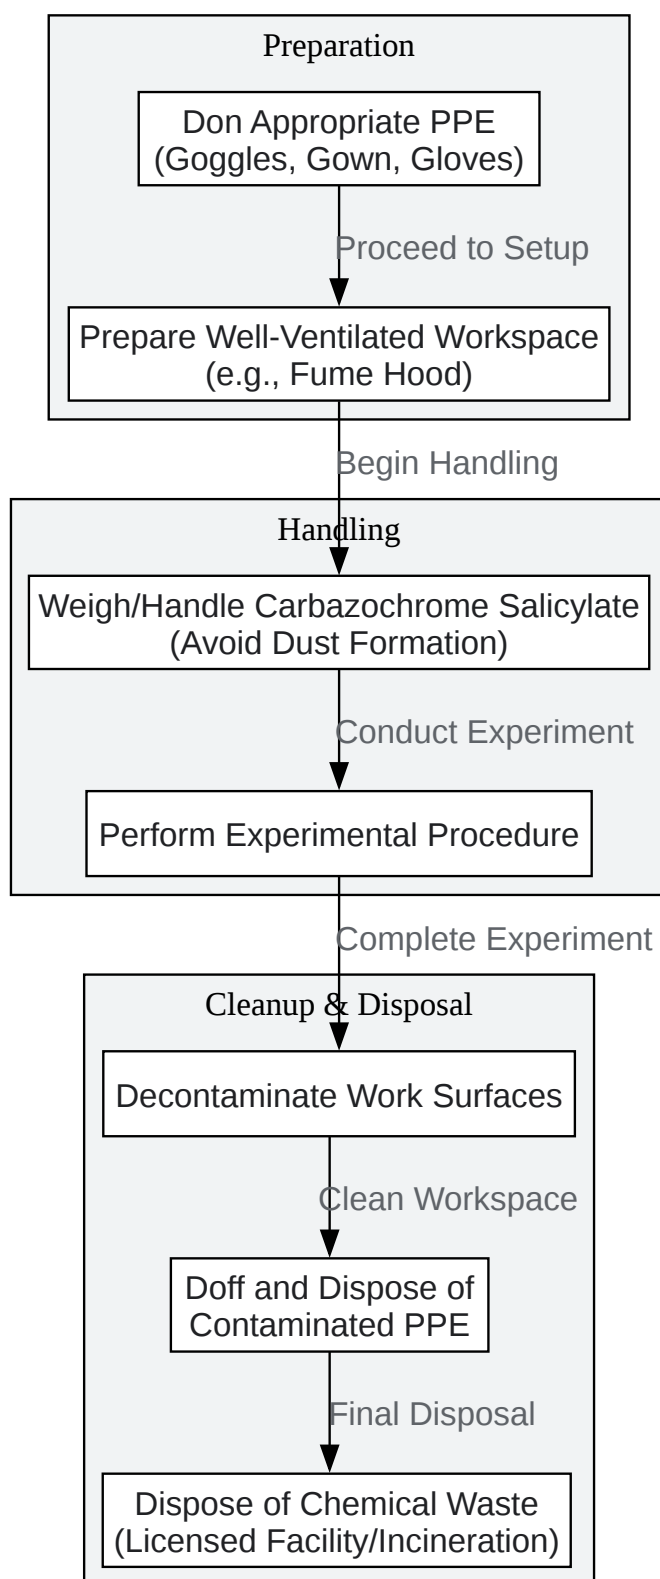 Preparation
Don Appropriate PPE
(Goggles, Gown, Gloves)
Proceed to Setup
Prepare Well-Ventilated Workspace
(e.g., Fume Hood)
Begin Handling
Handling
Weigh/Handle Carbazochrome Salicylate
(Avoid Dust Formation)
Conduct Experiment
Perform Experimental Procedure
Complete Experiment
Cleanup & Disposal
Decontaminate Work Surfaces
Clean Workspace
Doff and Dispose of
Contaminated PPE
Final Disposal
Dispose of Chemical Waste
(Licensed Facility/Incineration)